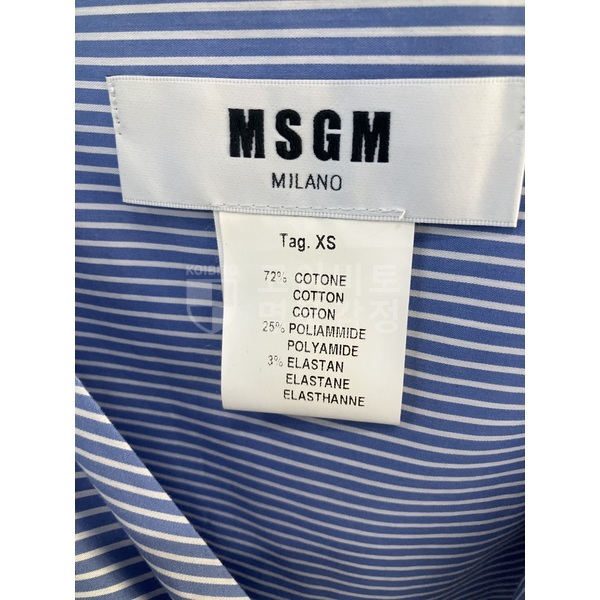 MSGM
MILANO
Tag. XS
72% COTONE
COTTON
COTON
25% POLIAMMIDE
POLYAMIDE
3% ELASTAN
ELASTANE
ELASTHANNE